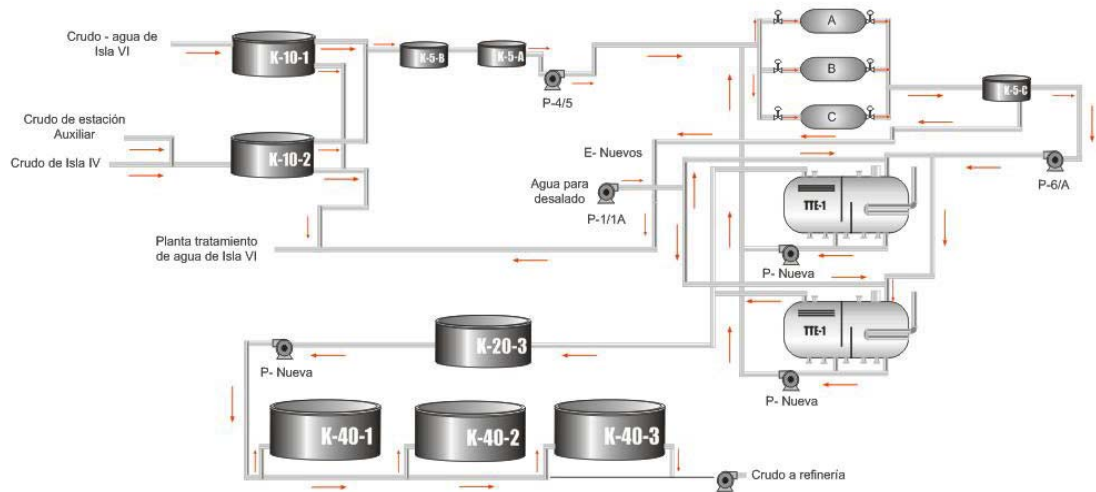 Crudo - agua de
Isla VI
K-10-1
K-5-B
K-5-A
P-4/5
A
B
C
K-5-C
Crudo de estación
Auxiliar
Crudo de Isla IV
K-10-2
E- Nuevos
Agua para
desalado
P-1/1A
P-6/A
TTE-1
Planta tratamiento
de agua de Isla VI
P- Nueva
TTE-1
K-20-3
P- Nueva
P- Nueva
K-40-1
K-40-2
K-40-3
Crudo a refinería